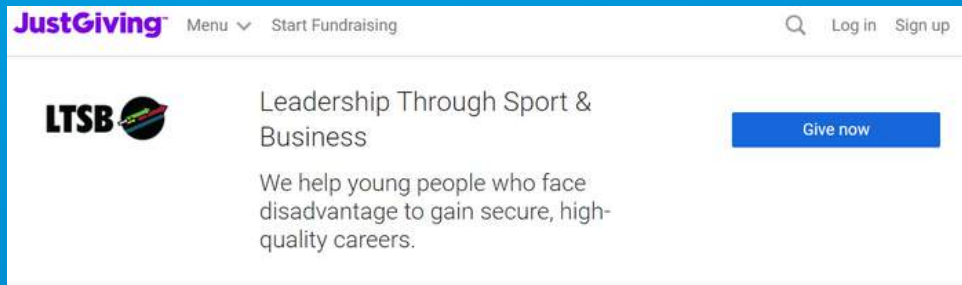 JustGiving™ Menu Start Fundraising Log in Sign up
LTSB
Leadership Through Sport &
Business
Give now
We help young people who face
disadvantage to gain secure, high-
quality careers.